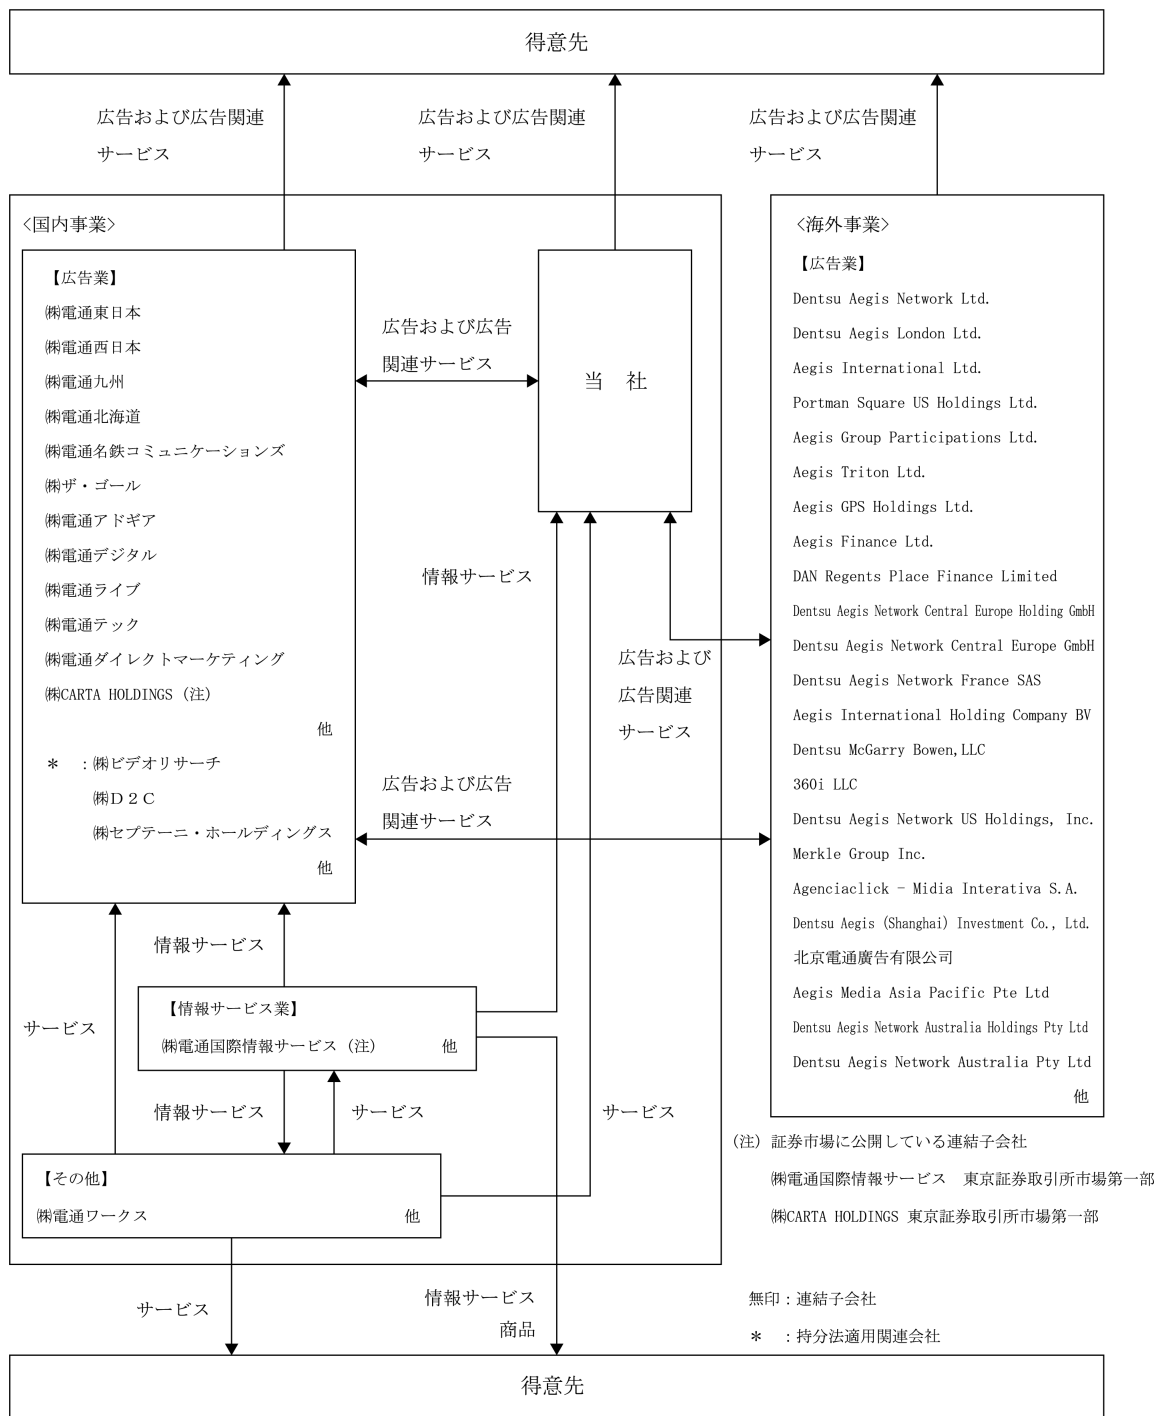 得意先
広告および広告関連
サービス
広告および広告関連
サービス
広告および広告関連
サービス
<国内事業>
【広告業】
㈱電通東日本
㈱電通西日本
㈱電通九州
㈱電通北海道
㈱電通名鉄コミュニケーションズ
㈱ザ・ゴール
㈱電通アドギア
㈱電通デジタル
㈱電通ライブ
㈱電通テック
㈱電通ダイレクトマーケティング
㈱CARTA HOLDINGS（注）
他
＊　：㈱ビデオリサーチ
㈱Ｄ２Ｃ
㈱セプテーニ・ホールディングス
他
広告および広告
関連サービス
当　社
情報サービス
広告および
広告関連
サービス
広告および広告
関連サービス
<海外事業>
【広告業】
Dentsu Aegis Network Ltd.
Dentsu Aegis London Ltd.
Aegis International Ltd.
Portman Square US Holdings Ltd.
Aegis Group Participations Ltd.
Aegis Triton Ltd.
Aegis GPS Holdings Ltd.
Aegis Finance Ltd.
DAN Regents Place Finance Limited
Dentsu Aegis Network Central Europe Holding GmbH
Dentsu Aegis Network Central Europe GmbH
Dentsu Aegis Network France SAS
Aegis International Holding Company BV
Dentsu McGarry Bowen,LLC
360i LLC
Dentsu Aegis Network US Holdings, Inc.
Merkle Group Inc.
Agenciaclick - Midia Interativa S.A.
Dentsu Aegis (Shanghai) Investment Co., Ltd.
北京電通廣告有限公司
Aegis Media Asia Pacific Pte Ltd
Dentsu Aegis Network Australia Holdings Pty Ltd
Dentsu Aegis Network Australia Pty Ltd
他
情報サービス
サービス
【情報サービス業】
㈱電通国際情報サービス（注）　　　　他
情報サービス
サービス
サービス
【その他】
㈱電通ワークス　　　　他
（注）証券市場に公開している連結子会社
㈱電通国際情報サービス　東京証券取引所市場第一部
㈱CARTA HOLDINGS 東京証券取引所市場第一部
サービス
情報サービス
商品
無印：連結子会社
＊　：持分法適用関連会社
得意先